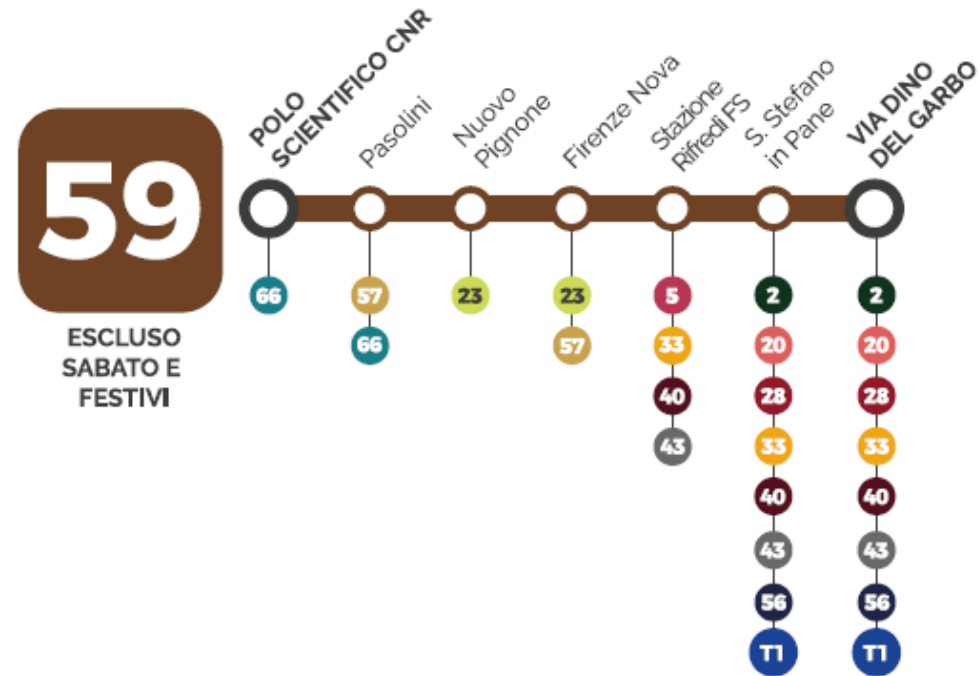 59
ESCLUSO
SABATO E
FESTIVI
POLO
SCIENTIFICO CNR
Pasolini
Nuovo
Pignone
Firenze Nova
Stazione
Rifredi FS
S. Stefano
in Pane
VIA DINO
DEL GARBO
66
57
66
23
23
57
5
33
40
43
2
20
28
33
40
43
56
T1
2
20
28
33
40
43
56
T1